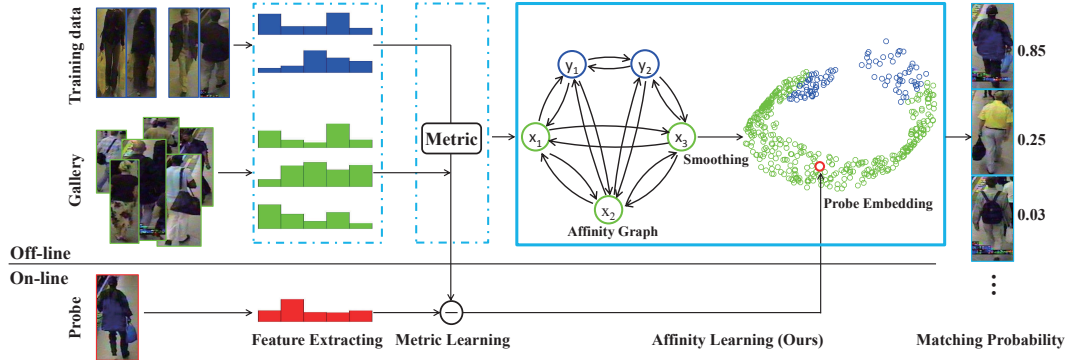 Training data
Gallery
Probe
Off-line
On-line
Metric
y1
y2
x1
x3
x2
Affinity Graph
Smoothing
Probe Embedding
0.85
0.25
0.03
Feature Extracting
Metric Learning
Affinity Learning (Ours)
Matching Probability